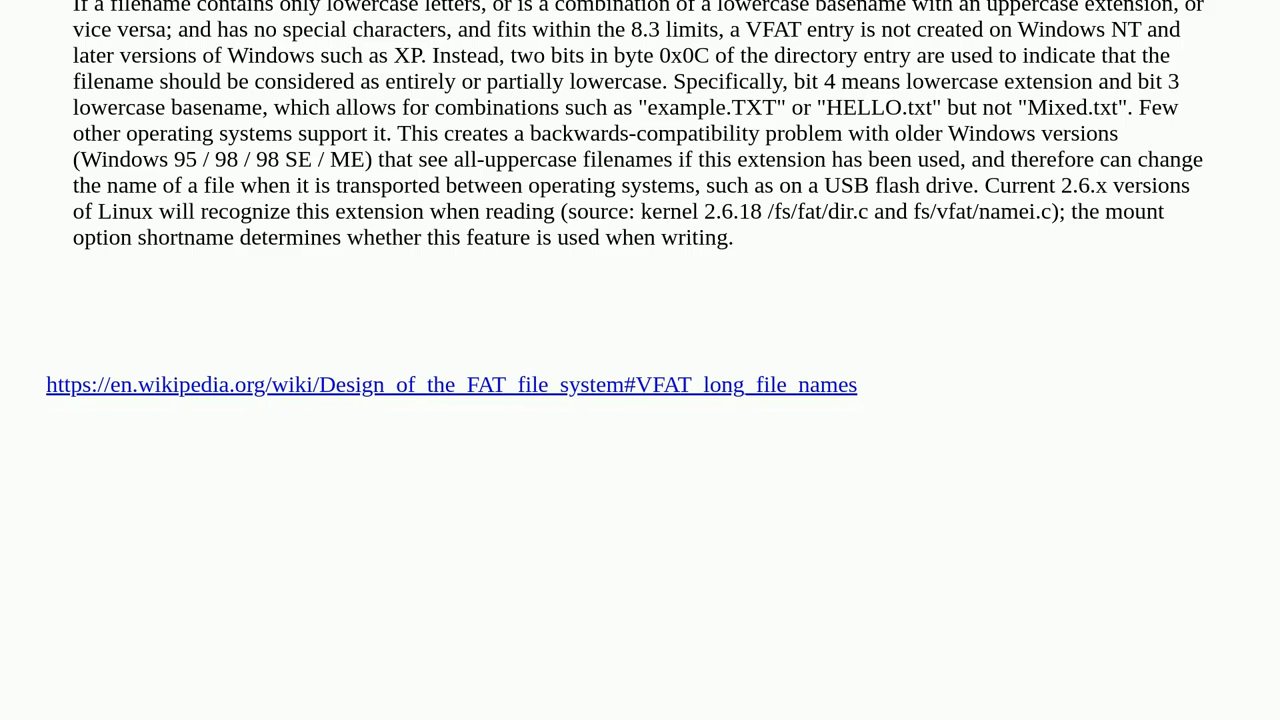 If a filename contains only lowercase letters, or is a combination of a lowercase basename with an uppercase extension, or
vice versa; and has no special characters, and fits within the 8.3 limits, a VFAT entry is not created on Windows NT and
later versions of Windows such as XP. Instead, two bits in byte 0x0C of the directory entry are used to indicate that the
filename should be considered as entirely or partially lowercase. Specifically, bit 4 means lowercase extension and bit 3
lowercase basename, which allows for combinations such as "example.TXT" or "HELLO.txt" but not "Mixed.txt". Few
other operating systems support it. This creates a backwards-compatibility problem with older Windows versions
(Windows 95 / 98 / 98 SE / ME) that see all-uppercase filenames if this extension has been used, and therefore can change
the name of a file when it is transported between operating systems, such as on a USB flash drive. Current 2.6.x versions
of Linux will recognize this extension when reading (source: kernel 2.6.18 /fs/fat/dir.c and fs/vfat/namei.c); the mount
option shortname determines whether this feature is used when writing.
https://en.wikipedia.org/wiki/Design_of_the_FAT_file_system#VFAT_long_file_names